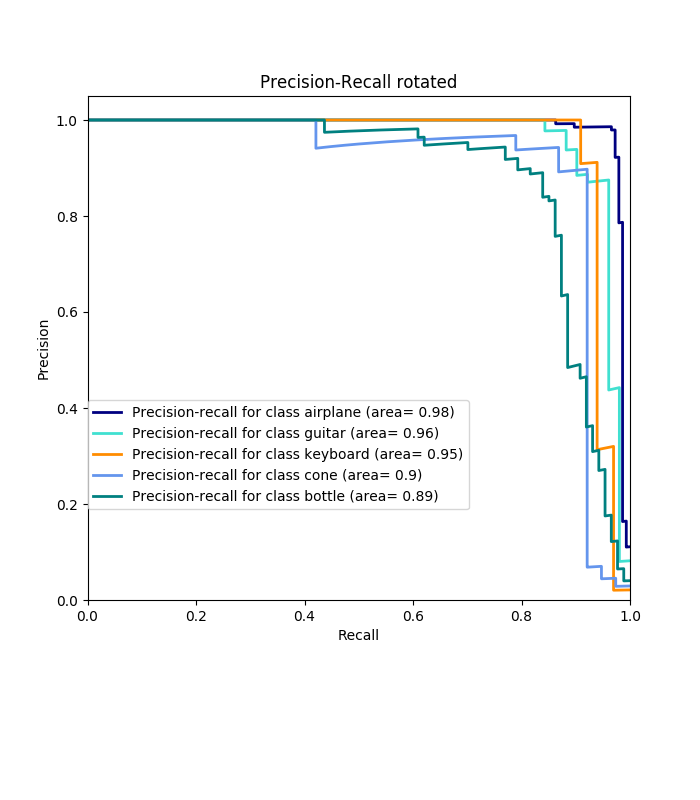 Precision-Recall rotated
1.0
0.8
0.6
0.4
0.2
0.0
Precision
Precision-recall for class airplane (area= 0.98)
Precision-recall for class guitar (area= 0.96)
Precision-recall for class keyboard (area= 0.95)
Precision-recall for class cone (area= 0.9)
Precision-recall for class bottle (area= 0.89)
0.0 0.2 0.4 0.6 0.8 1.0
Recall